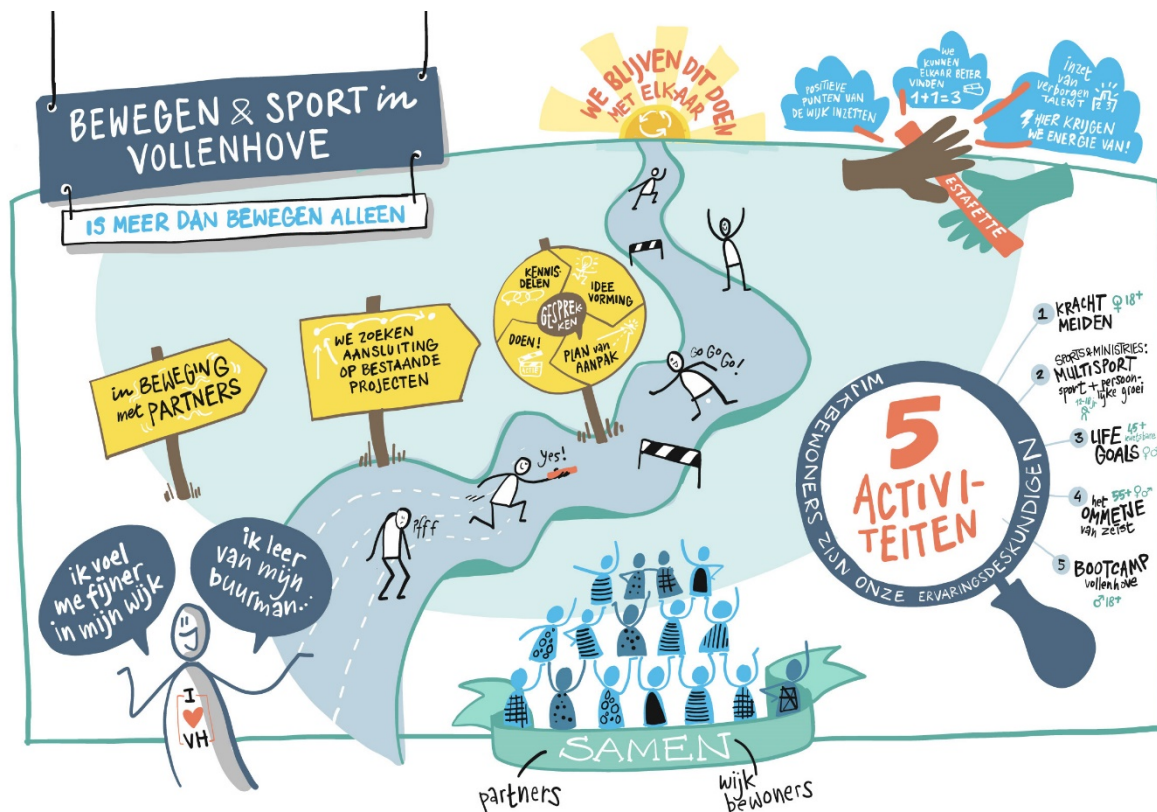 BEWEGEN & SPORT in
VOLLENHOVE
IS MEER DAN BEWEGEN ALLEEN
WE BLIJVEN DIT DOEN
MET ELKAAR
POSITIEVE
PUNTEN VAN
DE WIJK INZETTEN
WE
KUNNEN
ELKAAR BETER
VINDEN
1+1=3
inzet
van
verborgen
TALENT
HIER KRIJGEN
WE ENERGIE VAN!
ESTAFETTE
in BEWEGING
met PARTNERS
WE ZOEKEN
AANSLUITING
OP BESTAANDE
PROJECTEN
KENNIS-
DELEN
IDEE
VORMING
GESPREK-
KEN
DOEN!
PLAN van
AANPAK
GO GO GO!
yes!
Pfff
ik voel
me fijner
in mijn wijk
ik leer
van mijn
buurman...
I
VH
WIJKBEWONERS ZIJN ONZE ERVARINGSDESKUNDIGEN
5
ACTIVI-
TEITEN
1 KRACHT ♀ 18+
MEIDEN
2 SPORTS & MINISTRIES:
MULTISPORT
sport + persoon-
lijke groei
12-18 jr
3 LIFE 45+
GOALS kwetsbare ♀♂
4 het 55+ ♀♂
OMMETJE
van zeist
5 BOOTCAMP
vollenhove
♂ 18+
SAMEN
partners
wijk
bewoners